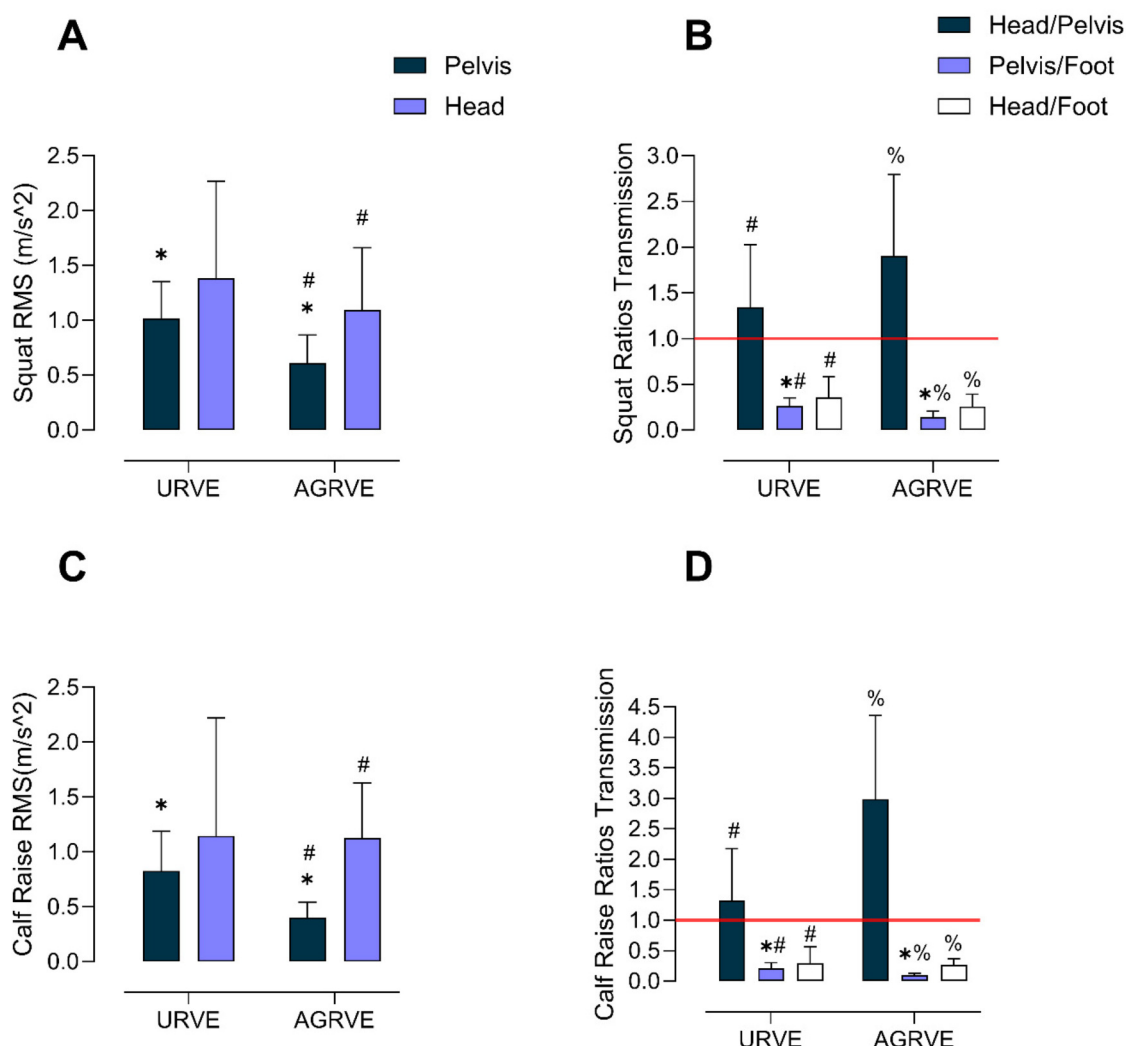 A
Pelvis
Head
Squat RMS (m/s^2)
2.5
2.0
1.5
1.0
0.5
0.0
*
#
*
#
URVE
AGRVE
B
Head/Pelvis
Pelvis/Foot
Head/Foot
Squat Ratios Transmission
3.0
2.5
2.0
1.5
1.0
0.5
0.0
#
*#
#
%
*%
%
URVE
AGRVE
C
Calf Raise RMS(m/s^2)
2.5
2.0
1.5
1.0
0.5
0.0
*
#
*
#
URVE
AGRVE
D
Calf Raise Ratios Transmission
4.5
4.0
3.5
3.0
2.5
2.0
1.5
1.0
0.5
0.0
#
*#
#
%
*%
%
URVE
AGRVE